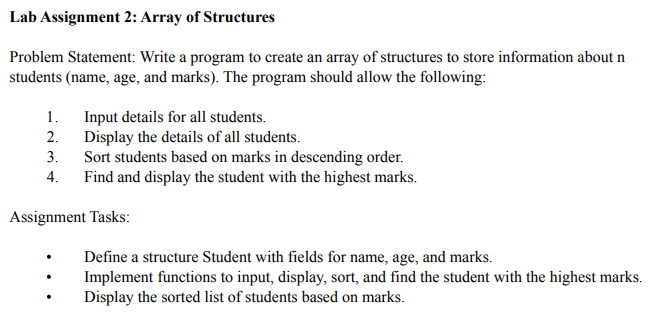 Lab Assignment 2: Array of Structures
Problem Statement: Write a program to create an array of structures to store information about n
students (name, age, and marks). The program should allow the following:
1. Input details for all students.
2. Display the details of all students.
3. Sort students based on marks in descending order.
4. Find and display the student with the highest marks.
Assignment Tasks:
• Define a structure Student with fields for name, age, and marks.
• Implement functions to input, display, sort, and find the student with the highest marks.
• Display the sorted list of students based on marks.